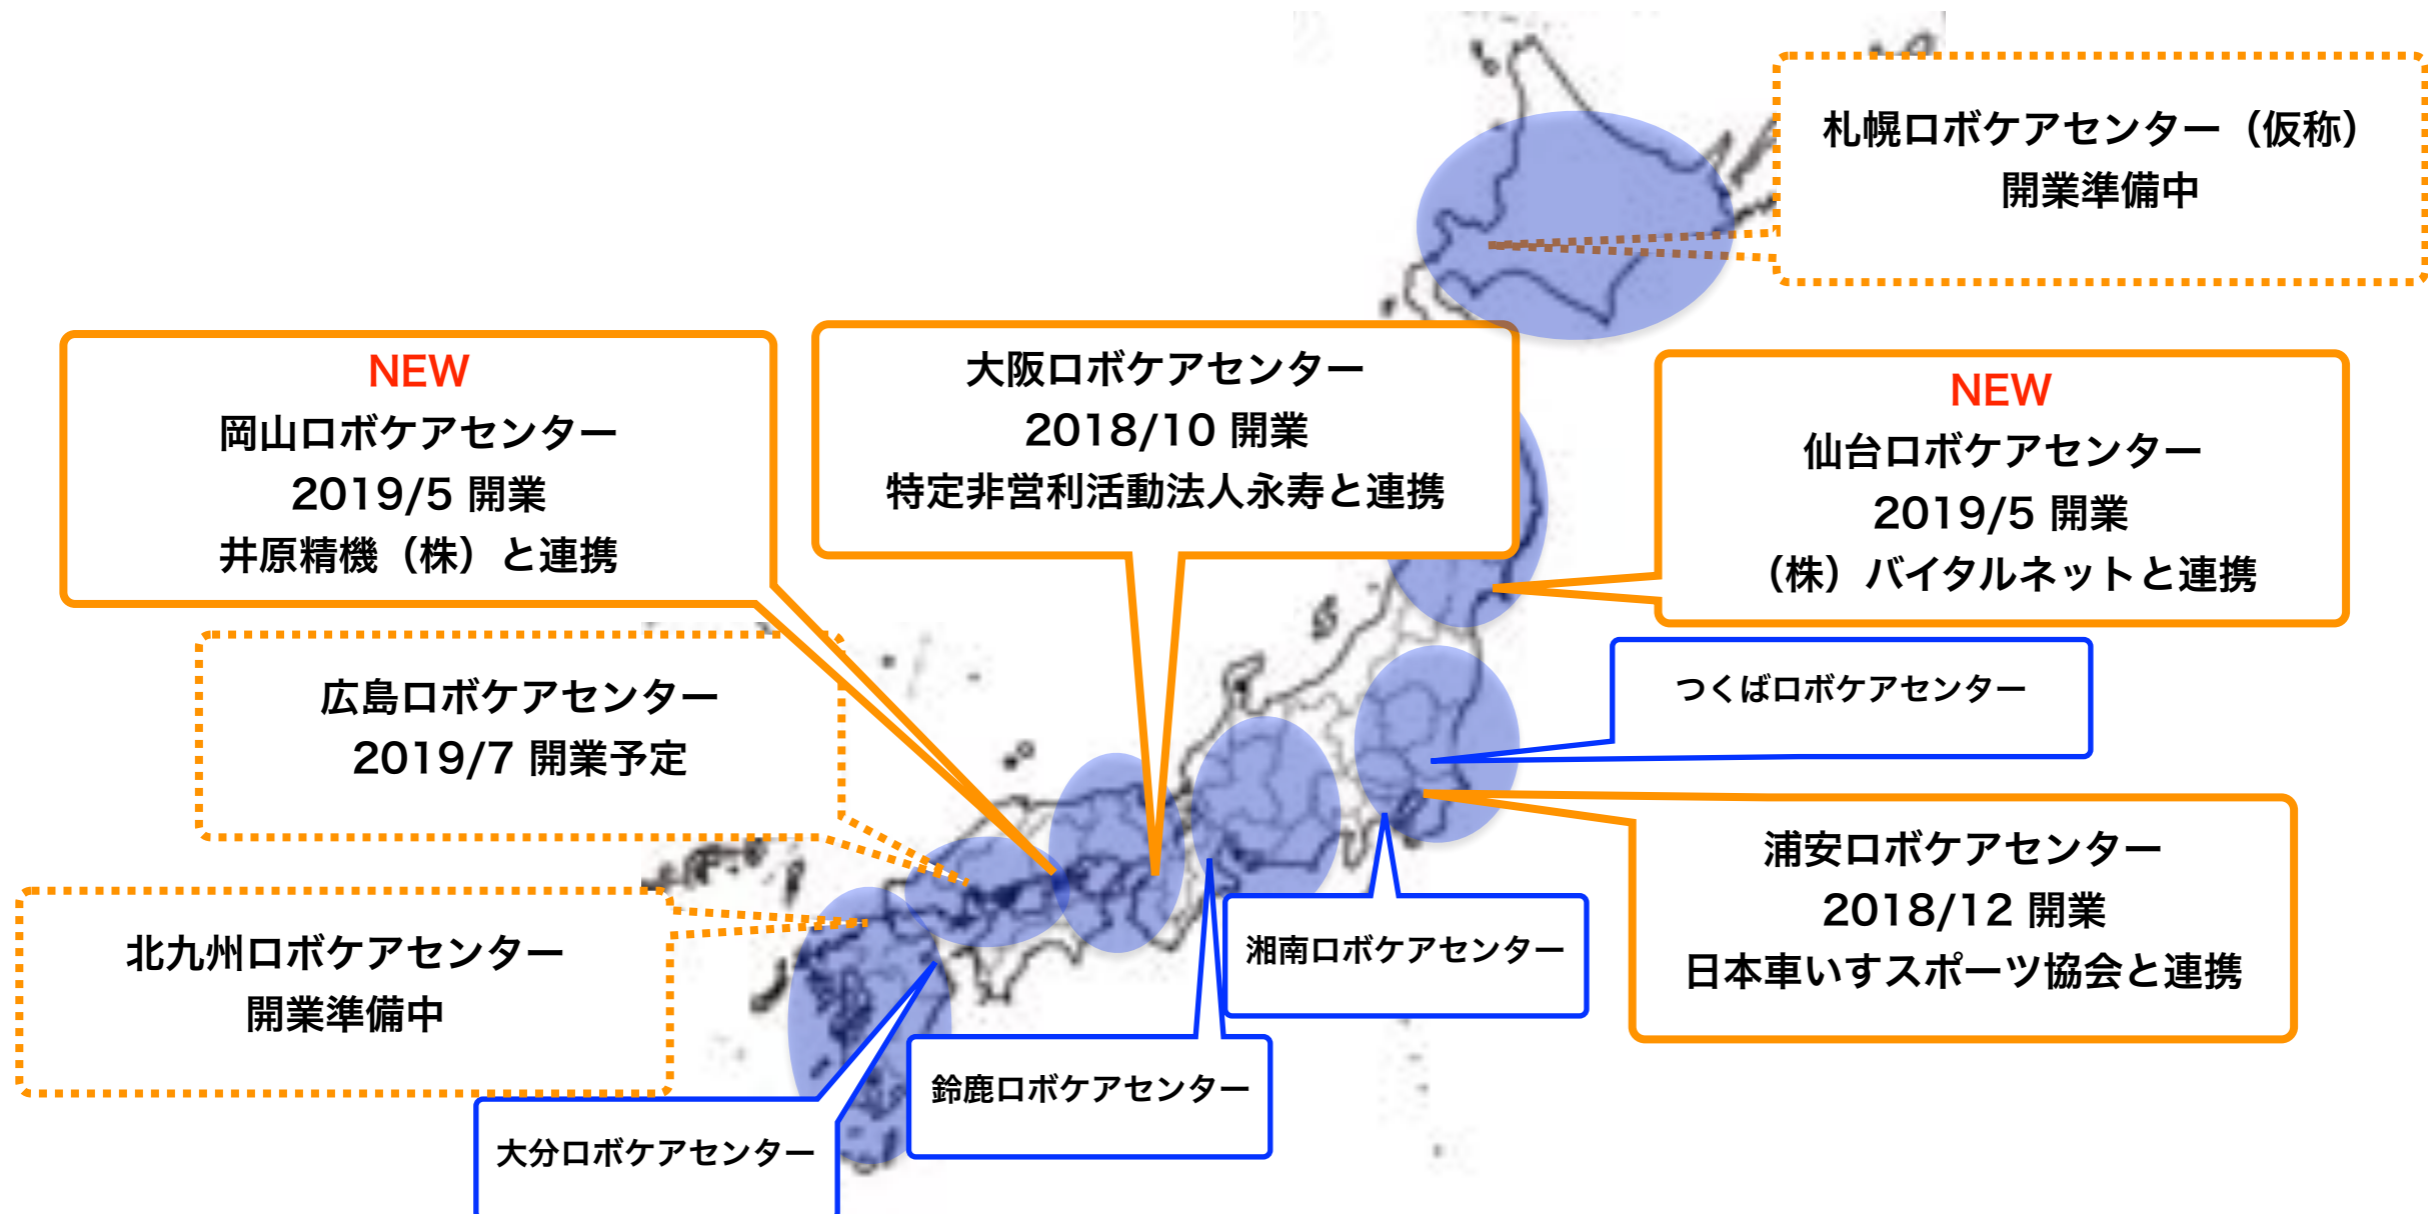 札幌ロボケアセンター（仮称）
開業準備中
NEW
岡山ロボケアセンター
2019/5 開業
井原精機（株）と連携
大阪ロボケアセンター
2018/10 開業
特定非営利活動法人永寿と連携
NEW
仙台ロボケアセンター
2019/5 開業
（株）バイタルネットと連携
広島ロボケアセンター
2019/7 開業予定
つくばロボケアセンター
浦安ロボケアセンター
2018/12 開業
日本車いすスポーツ協会と連携
北九州ロボケアセンター
開業準備中
湘南ロボケアセンター
鈴鹿ロボケアセンター
大分ロボケアセンター